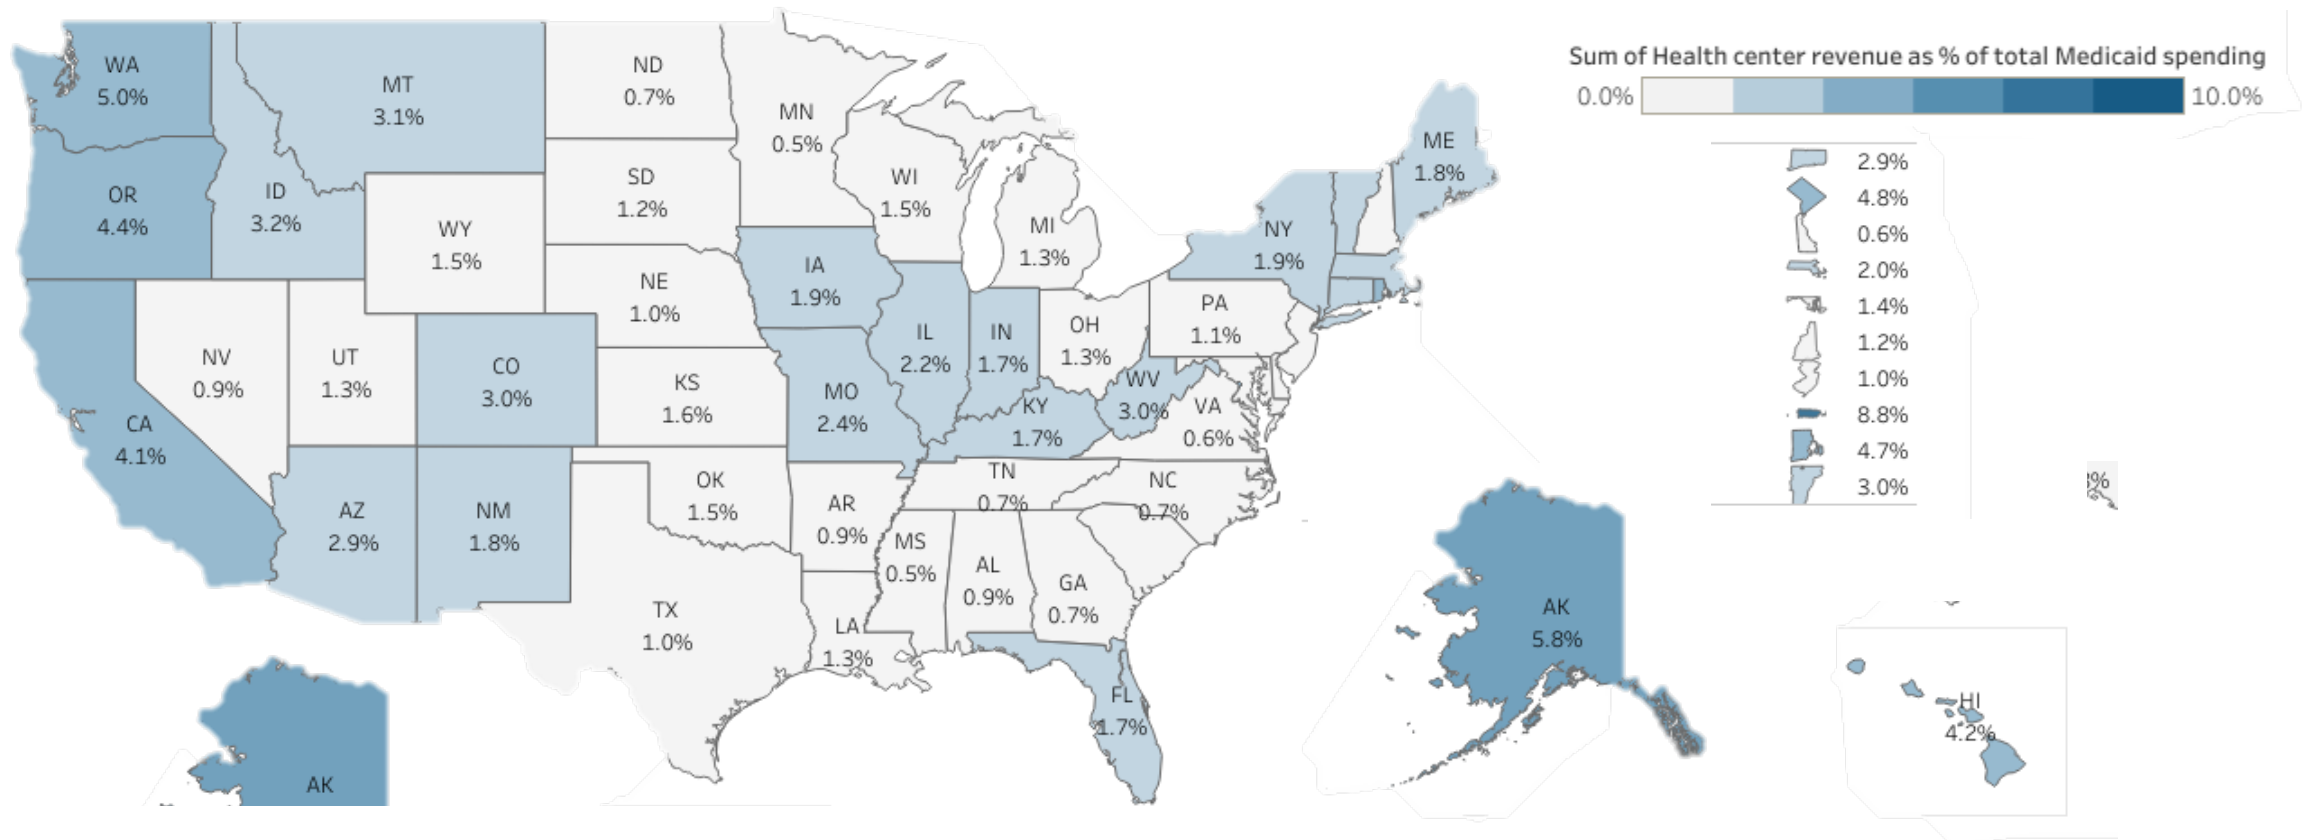 Sum of Health center revenue as % of total Medicaid spending
0.0%
10.0%
WA
5.0%
MT
3.1%
ND
0.7%
MN
0.5%
OR
4.4%
ID
3.2%
WY
1.5%
SD
1.2%
WI
1.5%
MI
1.3%
NY
1.9%
ME
1.8%
NE
1.0%
IA
1.9%
IL
2.2%
IN
1.7%
OH
1.3%
PA
1.1%
NV
0.9%
UT
1.3%
CO
3.0%
KS
1.6%
MO
2.4%
KY
1.7%
WV
3.0%
VA
0.6%
CA
4.1%
AZ
2.9%
NM
1.8%
OK
1.5%
AR
0.9%
TN
0.7%
NC
0.7%
MS
0.5%
AL
0.9%
GA
0.7%
TX
1.0%
LA
1.3%
FL
1.7%
AK
AK
5.8%
HI
4.2%
2.9%
4.8%
0.6%
2.0%
1.4%
1.2%
1.0%
8.8%
4.7%
3.0%